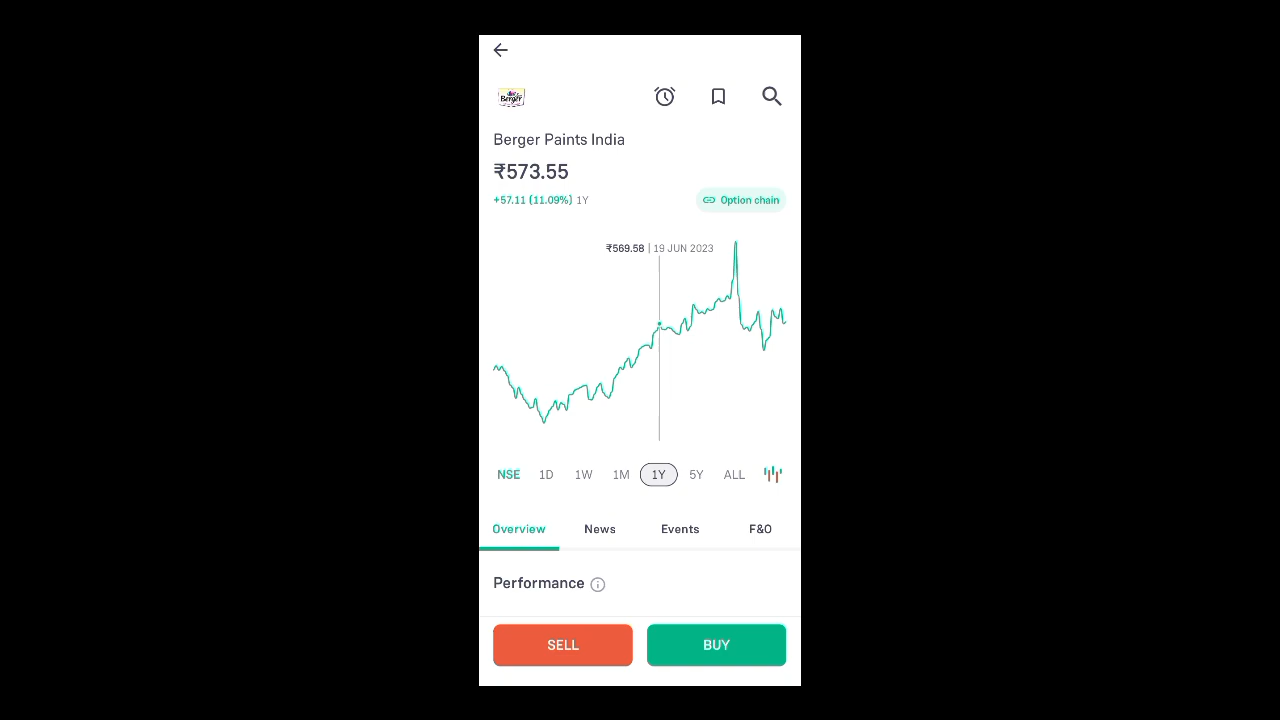 Berger
Berger Paints India
₹573.55
+57.11 (11.09%) 1Y
Option chain
₹569.58 | 19 JUN 2023
NSE 1D 1W 1M 1Y 5Y ALL
Overview News Events F&O
Performance
SELL BUY